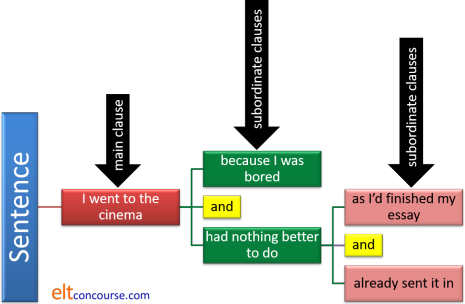 Sentence
main clause
I went to the
cinema
subordinate clauses
because I was
bored
and
had nothing better
to do
subordinate clauses
as I'd finished my
essay
and
already sent it in
eltconcourse.com